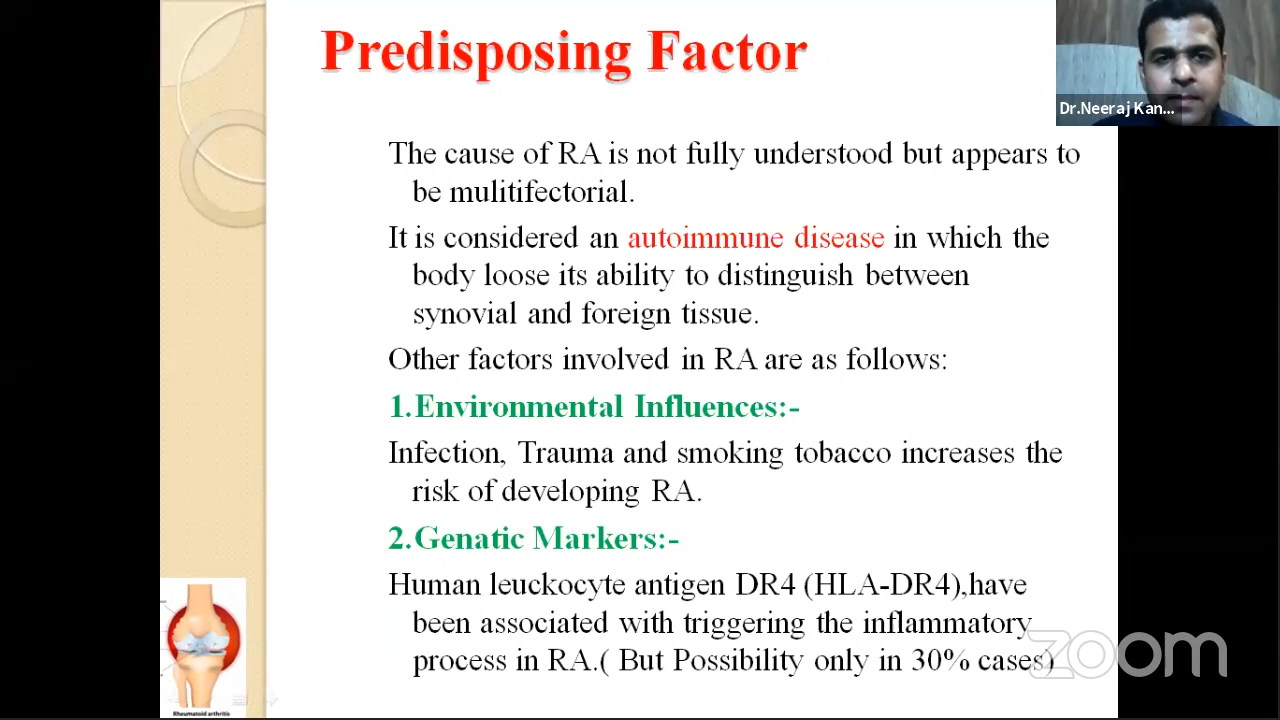 Predisposing Factor
Dr.Neeraj Kan...
The cause of RA is not fully understood but appears to
be mulitifectorial.
It is considered an autoimmune disease in which the
body loose its ability to distinguish between
synovial and foreign tissue.
Other factors involved in RA are as follows:
1.Environmental Influences:-
Infection, Trauma and smoking tobacco increases the
risk of developing RA.
2.Genatic Markers:-
Human leuckocyte antigen DR4 (HLA-DR4),have
been associated with triggering the inflammatory
process in RA.( But Possibility only in 30% cases)
zoom
Rheumatoid arthritis